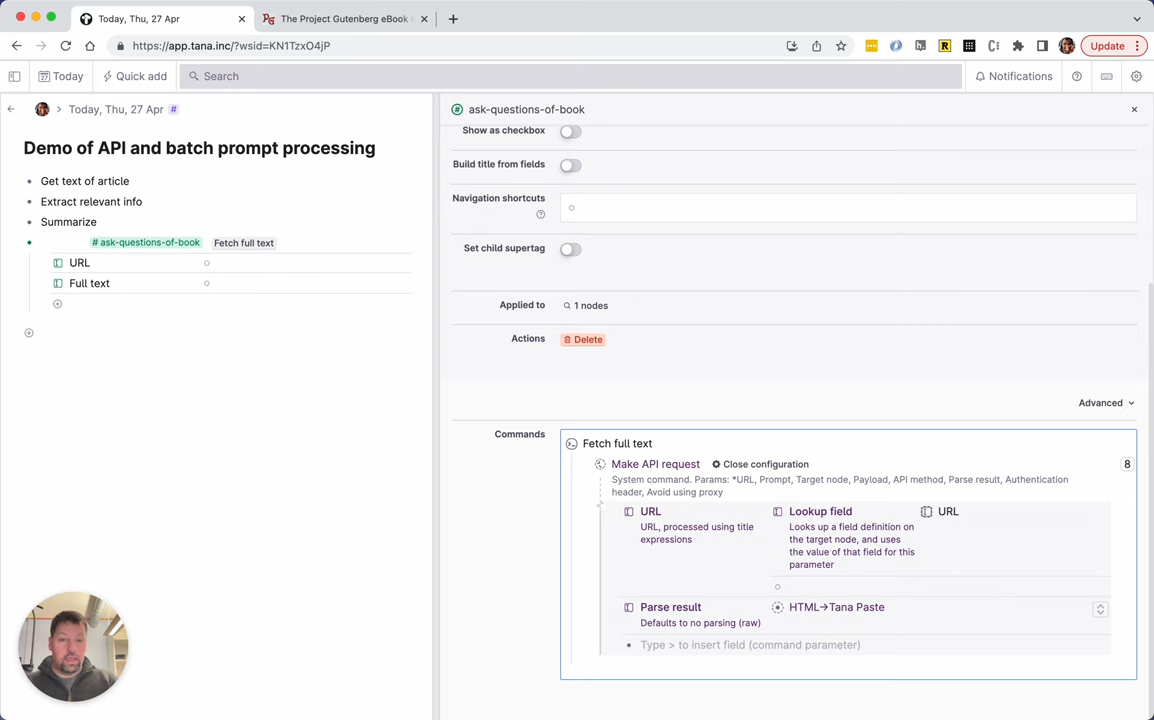 Today, Thu, 27 Apr
The Project Gutenberg eBook
https://app.tana.inc/?wsid=KN1TzxO4jP
Update
Today
Quick add
Search
Notifications
Today, Thu, 27 Apr #
Demo of API and batch prompt processing
Get text of article
Extract relevant info
Summarize
# ask-questions-of-book Fetch full text
URL
Full text
# ask-questions-of-book
Show as checkbox
Build title from fields
Navigation shortcuts
Set child supertag
Applied to 1 nodes
Actions Delete
Advanced
Commands
Fetch full text
Make API request Close configuration 8
System command. Params: *URL, Prompt, Target node, Payload, API method, Parse result, Authentication
header, Avoid using proxy
URL
URL, processed using title
expressions
Lookup field
Looks up a field definition on
the target node, and uses
the value of that field for this
parameter
URL
Parse result
Defaults to no parsing (raw)
HTML→Tana Paste
Type > to insert field (command parameter)